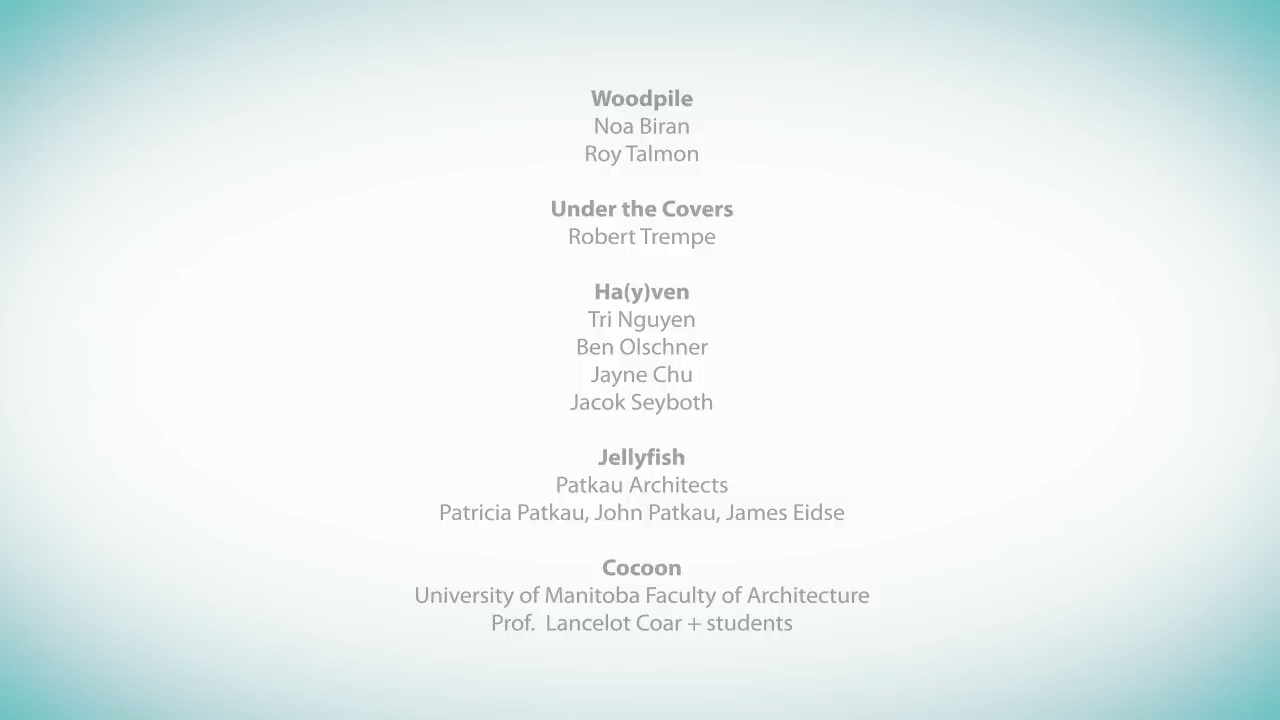 Woodpile
Noa Biran
Roy Talmon
Under the Covers
Robert Trempe
Ha(y)ven
Tri Nguyen
Ben Olschner
Jayne Chu
Jacok Seyboth
Jellyfish
Patkau Architects
Patricia Patkau, John Patkau, James Eidse
Cocoon
University of Manitoba Faculty of Architecture
Prof.  Lancelot Coar + students